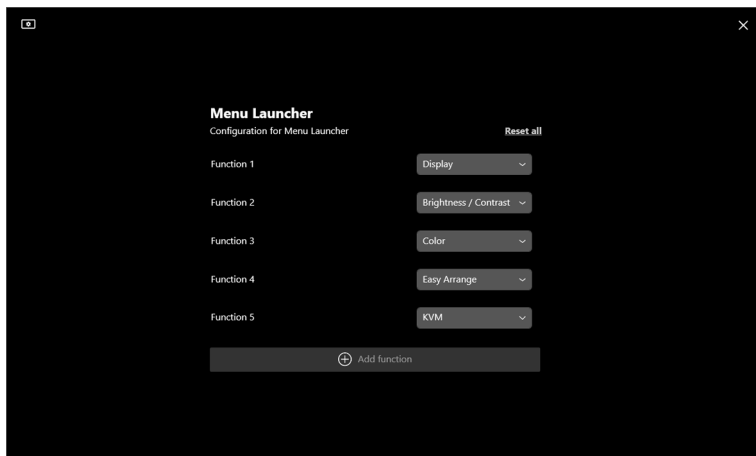 Menu Launcher
Configuration for Menu Launcher Reset all
Function 1 Display
Function 2 Brightness / Contrast
Function 3 Color
Function 4 Easy Arrange
Function 5 KVM
Add function